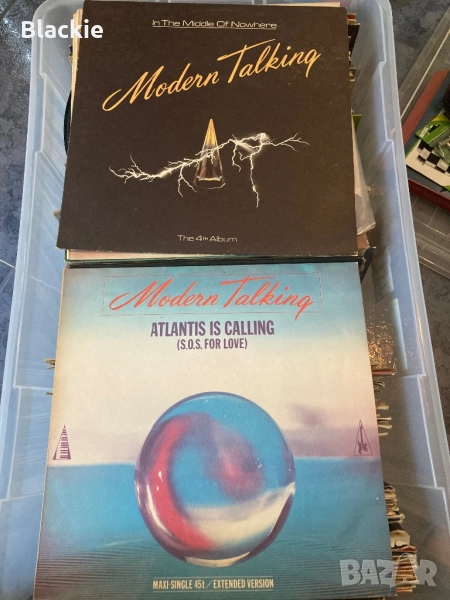 Blackie
In The Middle Of Nowhere
Modern Talking
The 4th Album
Modern Talking
ATLANTIS IS CALLING
(S.O.S. FOR LOVE)
MAXI-SINGLE 45t / EXTENDED VERSION
BAZAR